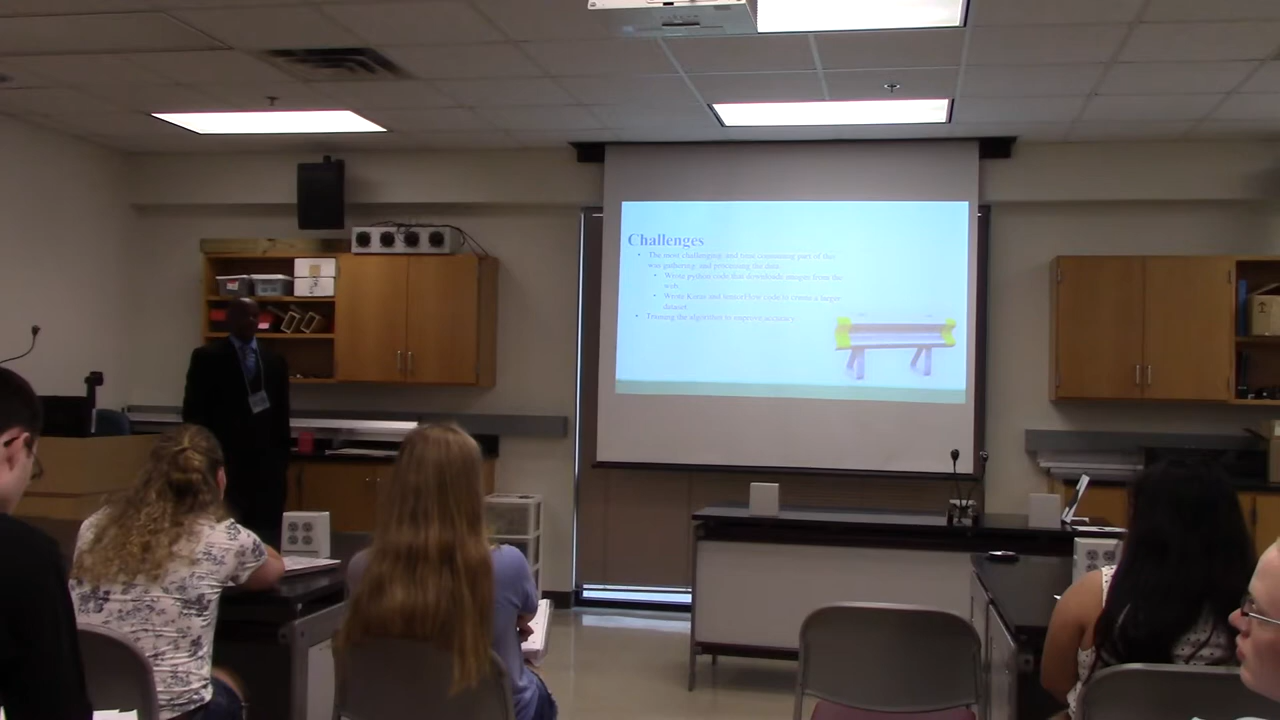 Challenges
• The most challenging and time consuming part of this
was gathering and processing the data.
• Wrote python code that downloads images from the
web.
• Wrote Keras and tensorFlow code to create a larger
dataset
• Training the algorithm to improve accuracy